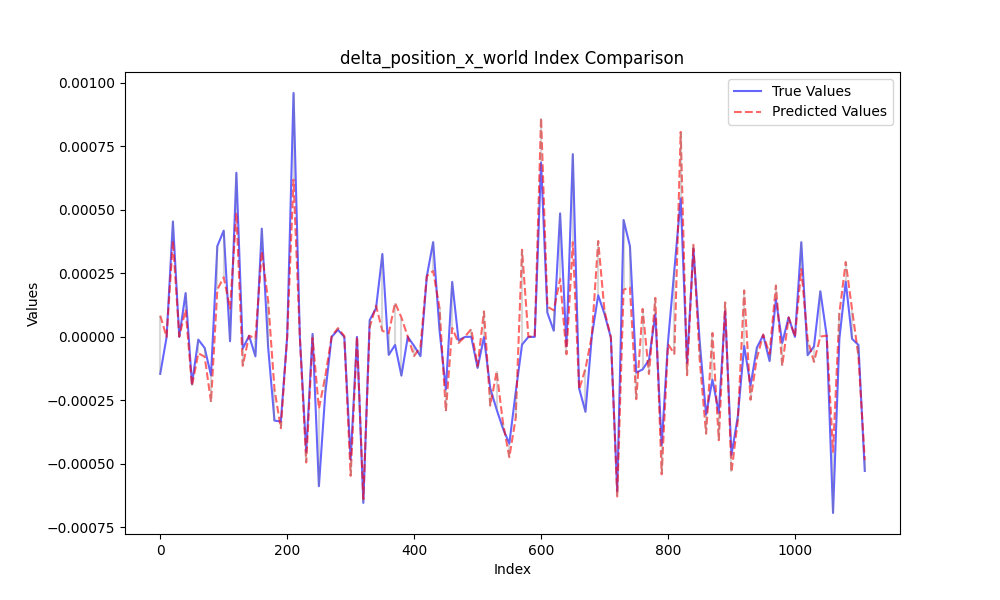 delta_position_x_world Index Comparison
True Values
Predicted Values
Values
0.00100
0.00075
0.00050
0.00025
0.00000
−0.00025
−0.00050
−0.00075
0 200 400 600 800 1000
Index